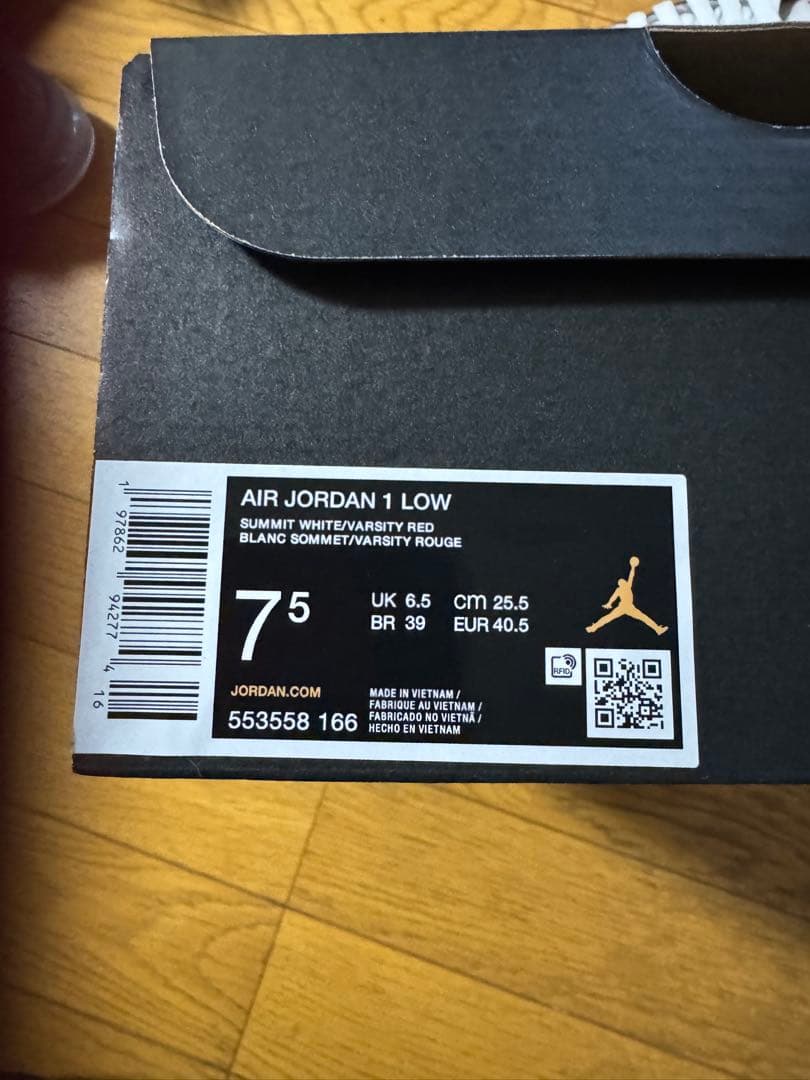 AIR JORDAN 1 LOW
SUMMIT WHITE/VARSITY RED
BLANC SOMMET/VARSITY ROUGE
7 5
UK 6.5 cm 25.5
BR 39 EUR 40.5
RFID
JORDAN.COM
553558 166
MADE IN VIETNAM /
FABRIQUE AU VIETNAM /
FABRICADO NO VIETNÃ /
HECHO EN VIETNAM
1 97862 94277 4 16